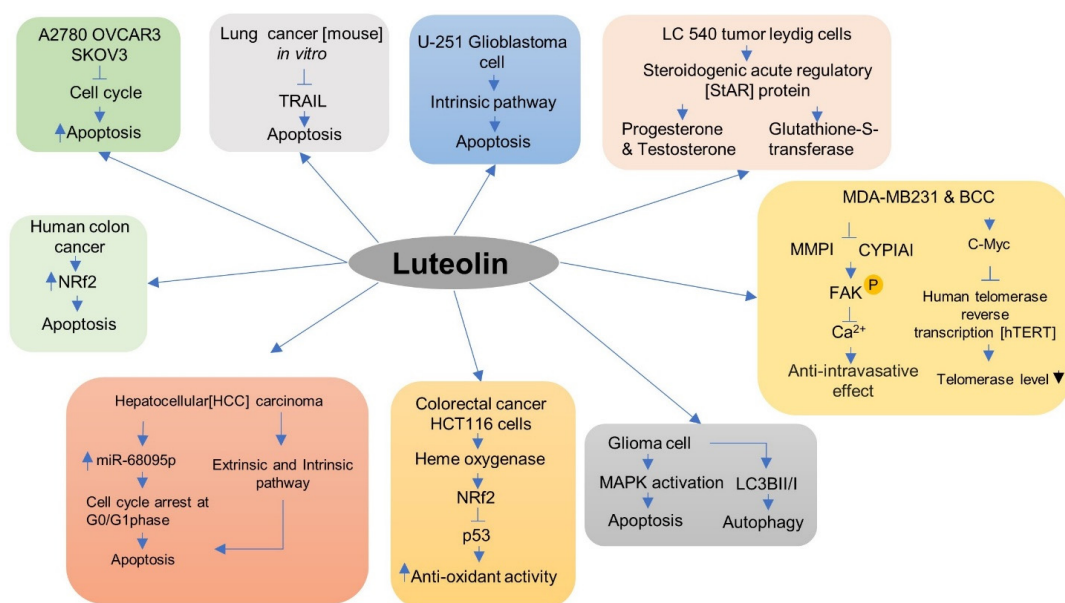 A2780 OVCAR3
SKOV3
Cell cycle
Apoptosis
Lung cancer [mouse]
in vitro
TRAIL
Apoptosis
U-251 Glioblastoma
cell
Intrinsic pathway
Apoptosis
LC 540 tumor leydig cells
Steroidogenic acute regulatory
[StAR] protein
Progesterone
& Testosterone
Glutathione-S-
transferase
Human colon
cancer
NRf2
Apoptosis
Luteolin
MDA-MB231 & BCC
MMPI
CYPIAI
FAK P
Ca²⁺
Anti-intravasative
effect
C-Myc
Human telomerase
reverse
transcription [hTERT]
Telomerase level
Hepatocellular[HCC] carcinoma
miR-68095p
Cell cycle arrest at
G0/G1phase
Apoptosis
Extrinsic and Intrinsic
pathway
Colorectal cancer
HCT116 cells
Heme oxygenase
NRf2
p53
Anti-oxidant activity
Glioma cell
MAPK activation
Apoptosis
LC3BII/I
Autophagy